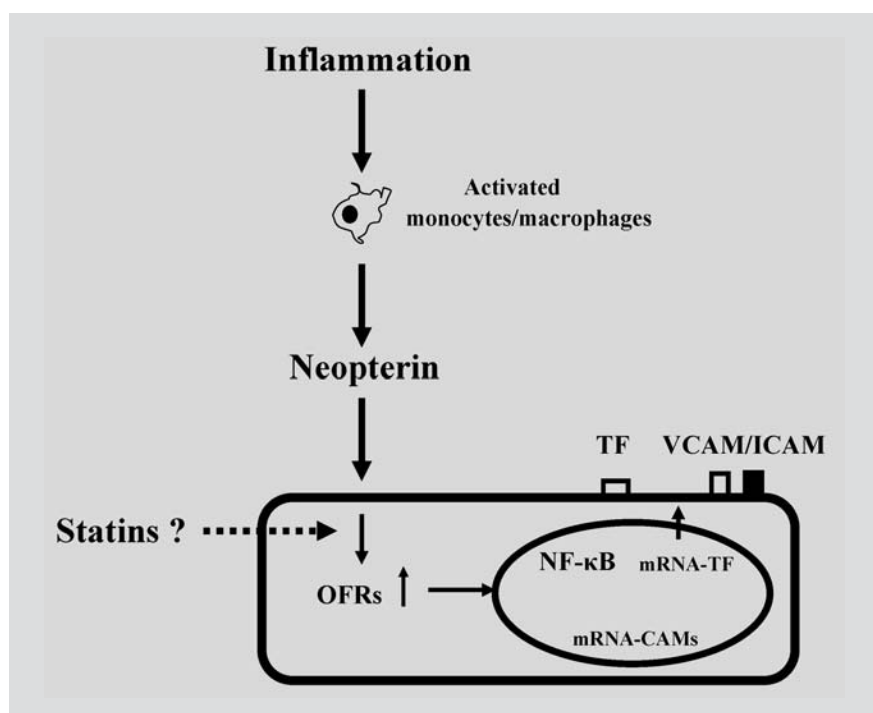 Inflammation
Activated
monocytes/macrophages
Neopterin
TF VCAM/ICAM
Statins ?
NF-κB mRNA-TF
OFRs
mRNA-CAMs